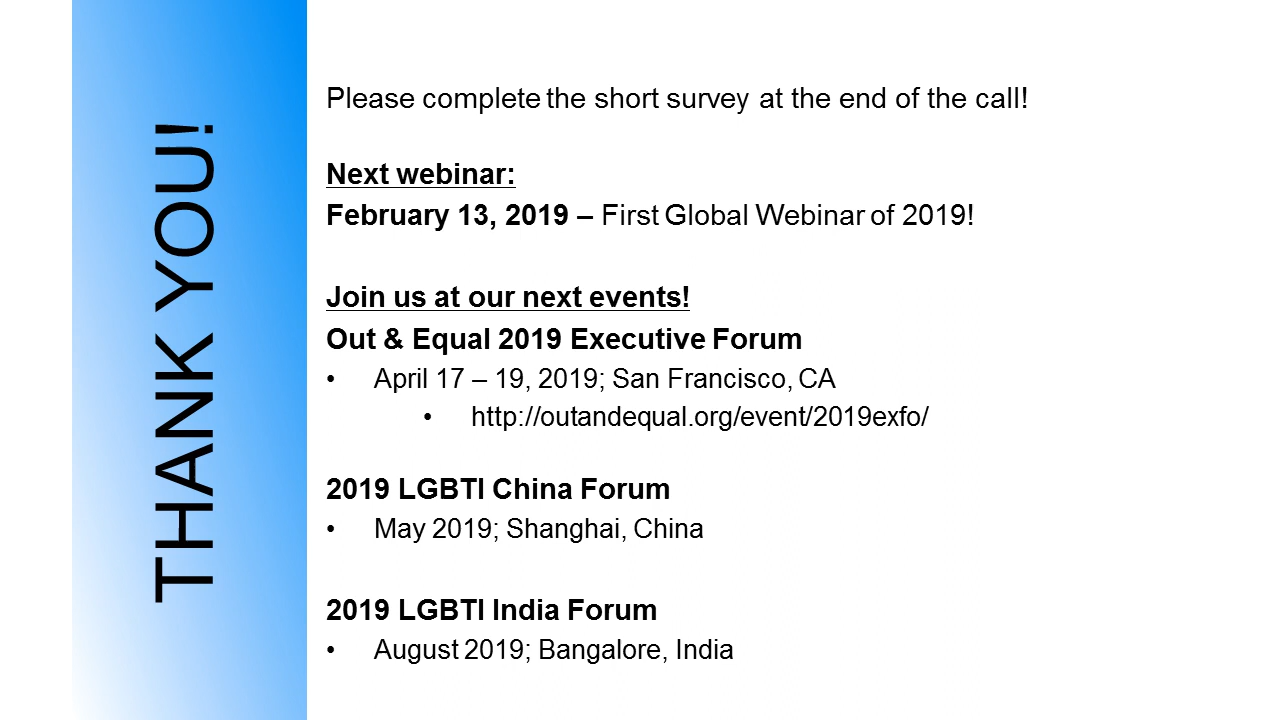 THANK YOU!
Please complete the short survey at the end of the call!
Next webinar:
February 13, 2019 – First Global Webinar of 2019!
Join us at our next events!
Out & Equal 2019 Executive Forum
• April 17 – 19, 2019; San Francisco, CA
• http://outandequal.org/event/2019exfo/
2019 LGBTI China Forum
• May 2019; Shanghai, China
2019 LGBTI India Forum
• August 2019; Bangalore, India